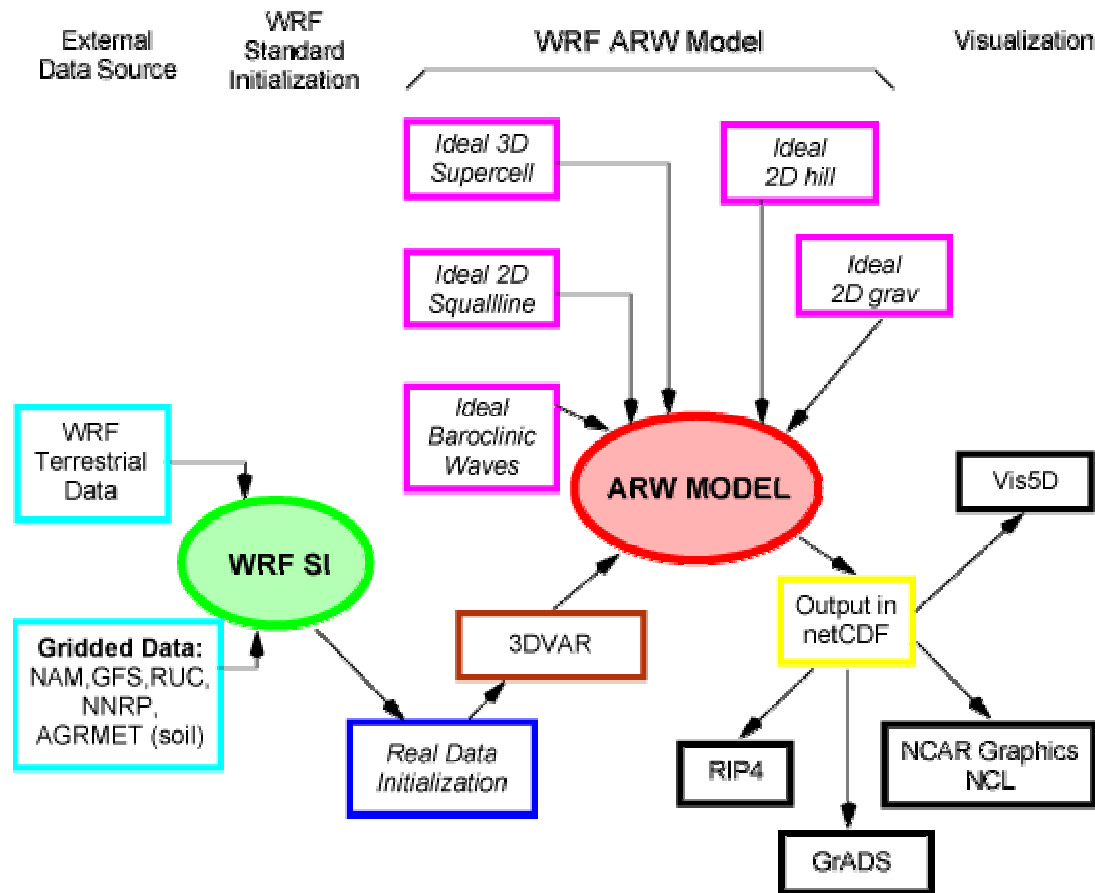 External
Data Source
WRF
Standard
Initialization
WRF ARW Model
Visualization
Ideal 3D
Supercell
Ideal
2D hill
Ideal 2D
Squallline
Ideal
2D grav
Ideal
Baroclinic
Waves
WRF
Terrestrial
Data
ARW MODEL
Vis5D
WRF SI
Output in
netCDF
3DVAR
Gridded Data:
NAM,GFS,RUC,
NNRP,
AGRMET (soil)
Real Data
Initialization
RIP4
NCAR Graphics
NCL
GrADS